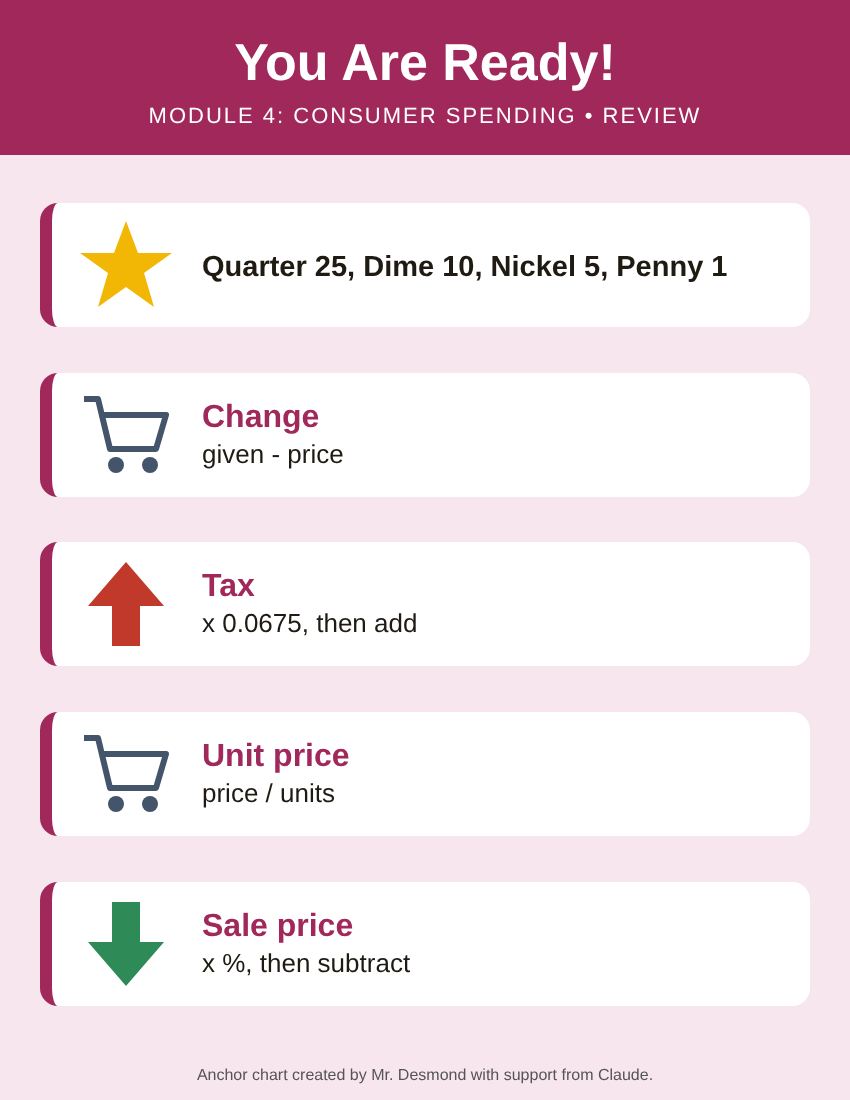 You Are Ready!
MODULE 4: CONSUMER SPENDING • REVIEW
Quarter 25, Dime 10, Nickel 5, Penny 1
Change
given - price
Tax
x 0.0675, then add
Unit price
price / units
Sale price
x %, then subtract
Anchor chart created by Mr. Desmond with support from Claude.